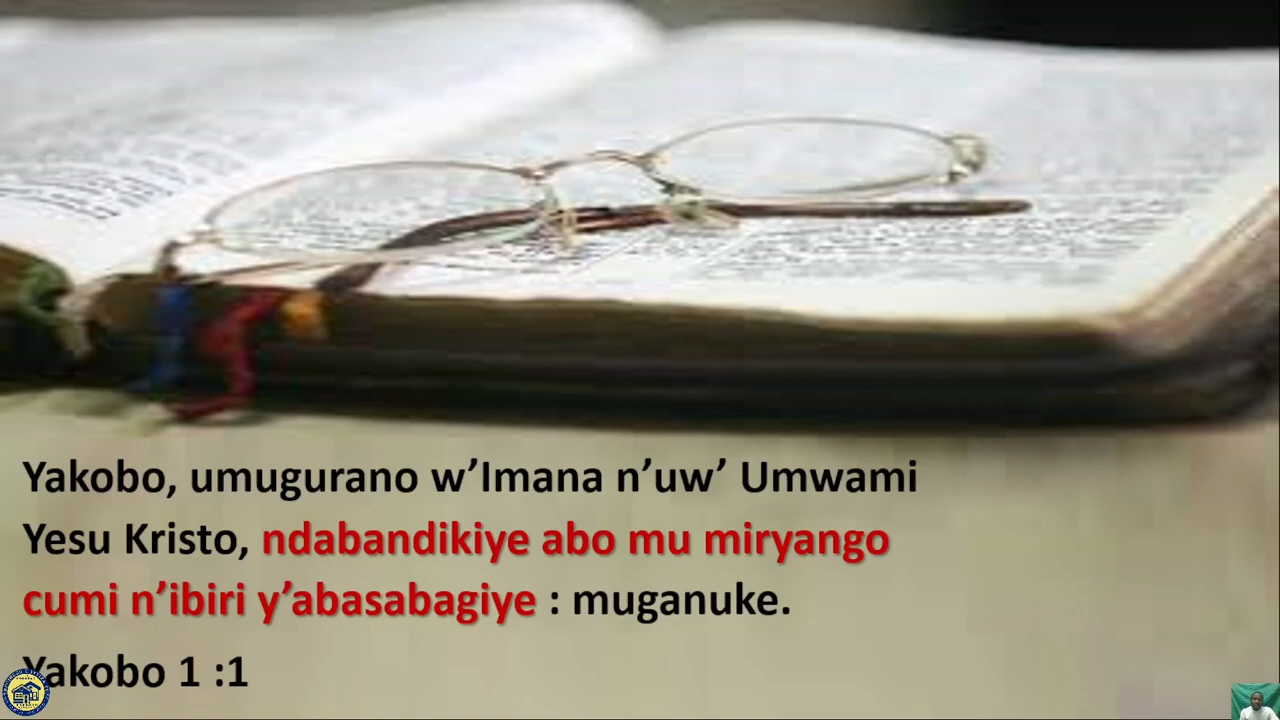 Yakobo, umugurano w’Imana n’uw’ Umwami
Yesu Kristo, ndabandikiye abo mu miryango
cumi n’ibiri y’abasabagiye : muganuke.
Yakobo 1 :1